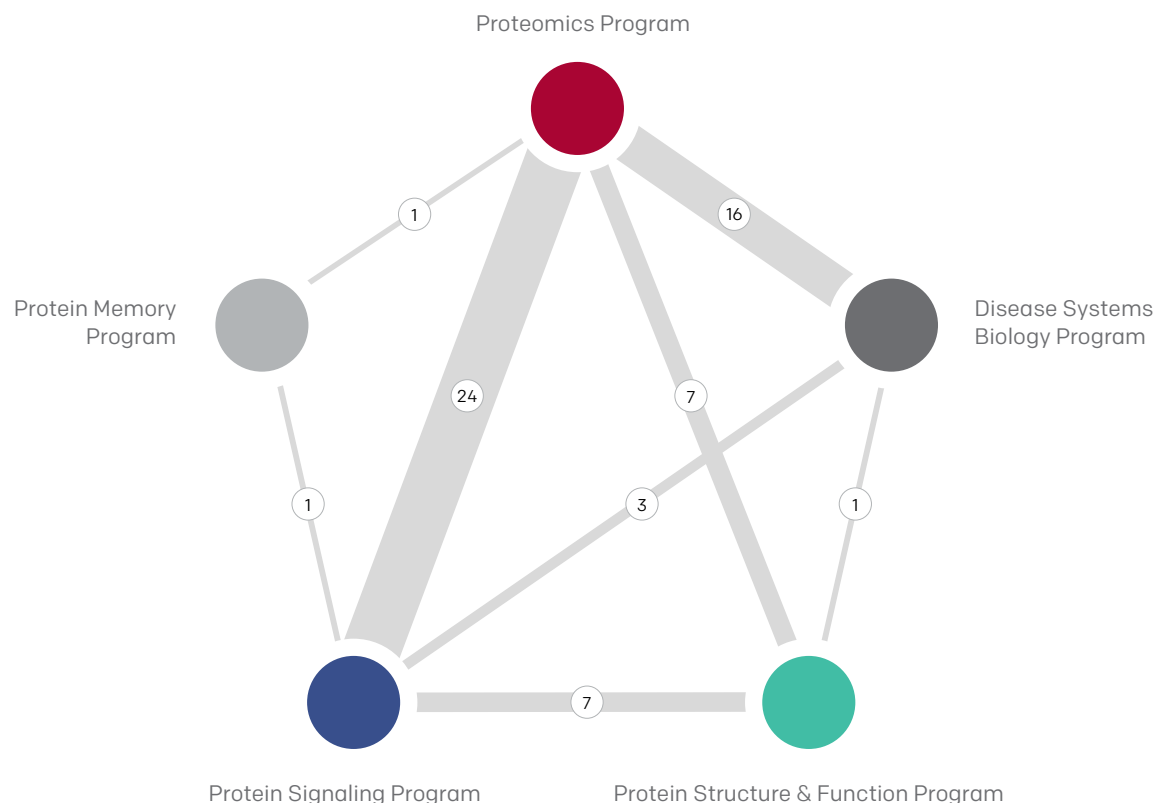 Proteomics Program
1
16
Protein Memory
Program
Disease Systems
Biology Program
24
7
1
3
1
7
Protein Signaling Program
Protein Structure & Function Program